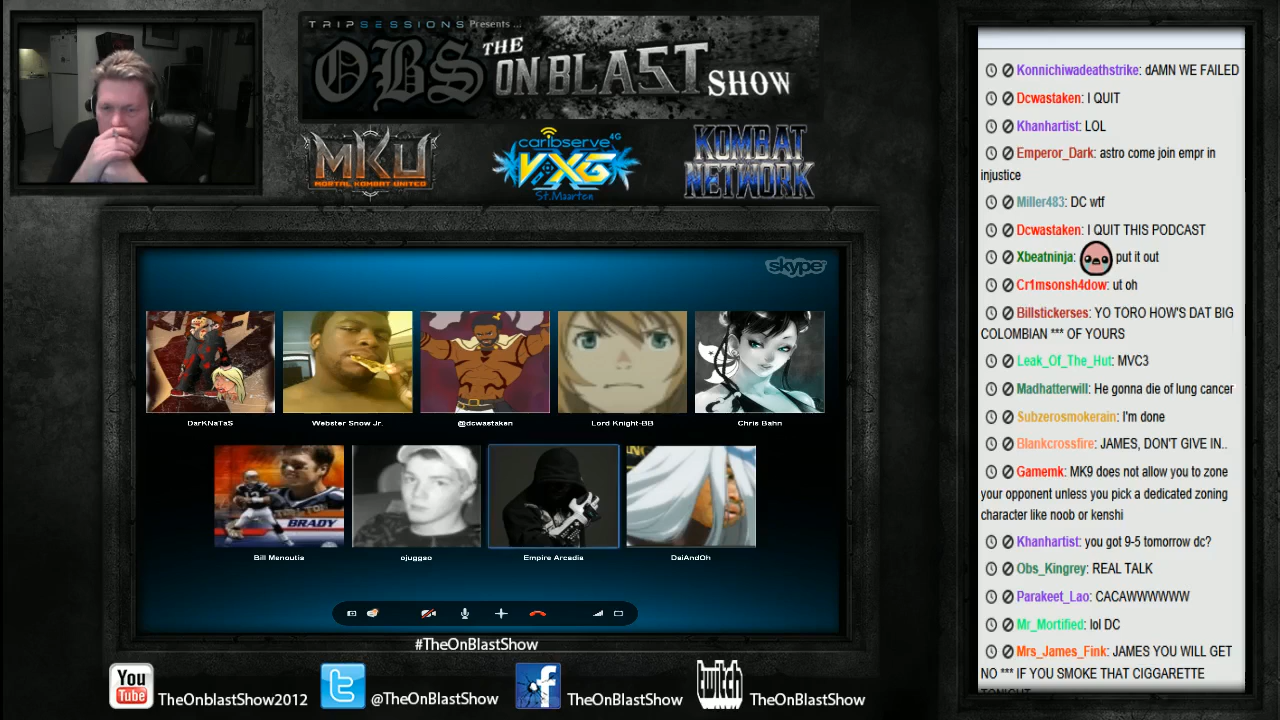 TRIPSESSIONS Presents ...
OBS THE ON BLAST SHOW
MKU
MORTAL KOMBAT UNITED
caribserve 4G
VXG
St.Maarten
KOMBAT
NETWORK
skype
DarKNaTaS
Webster Snow Jr.
@dcwastaken
Lord Knight-BB
Chris Bahn
BRADY
Bill Menoutis
ojuggao
Empire Arcadia
DaiAndOh
#TheOnBlastShow
You
Tube
TheOnblastShow2012
@TheOnBlastShow
TheOnBlastShow
twitch
TheOnBlastShow
Konnichiwadeathstrike: dAMN WE FAILED
Dcwastaken: I QUIT
Khanhartist: LOL
Emperor_Dark: astro come join empr in
injustice
Miller483: DC wtf
Dcwastaken: I QUIT THIS PODCAST
Xbeatninja: put it out
Cr1msonsh4dow: ut oh
Billstickerses: YO TORO HOW'S DAT BIG
COLOMBIAN *** OF YOURS
Leak_Of_The_Hut: MVC3
Madhatterwill: He gonna die of lung cancer
Subzerosmokerain: I'm done
Blankcrossfire: JAMES, DON'T GIVE IN..
Gamemk: MK9 does not allow you to zone
your opponent unless you pick a dedicated zoning
character like noob or kenshi
Khanhartist: you got 9-5 tomorrow dc?
Obs_Kingrey: REAL TALK
Parakeet_Lao: CACAWWWWWW
Mr_Mortified: lol DC
Mrs_James_Fink: JAMES YOU WILL GET
NO *** IF YOU SMOKE THAT CIGGARETTE
TONIGHT